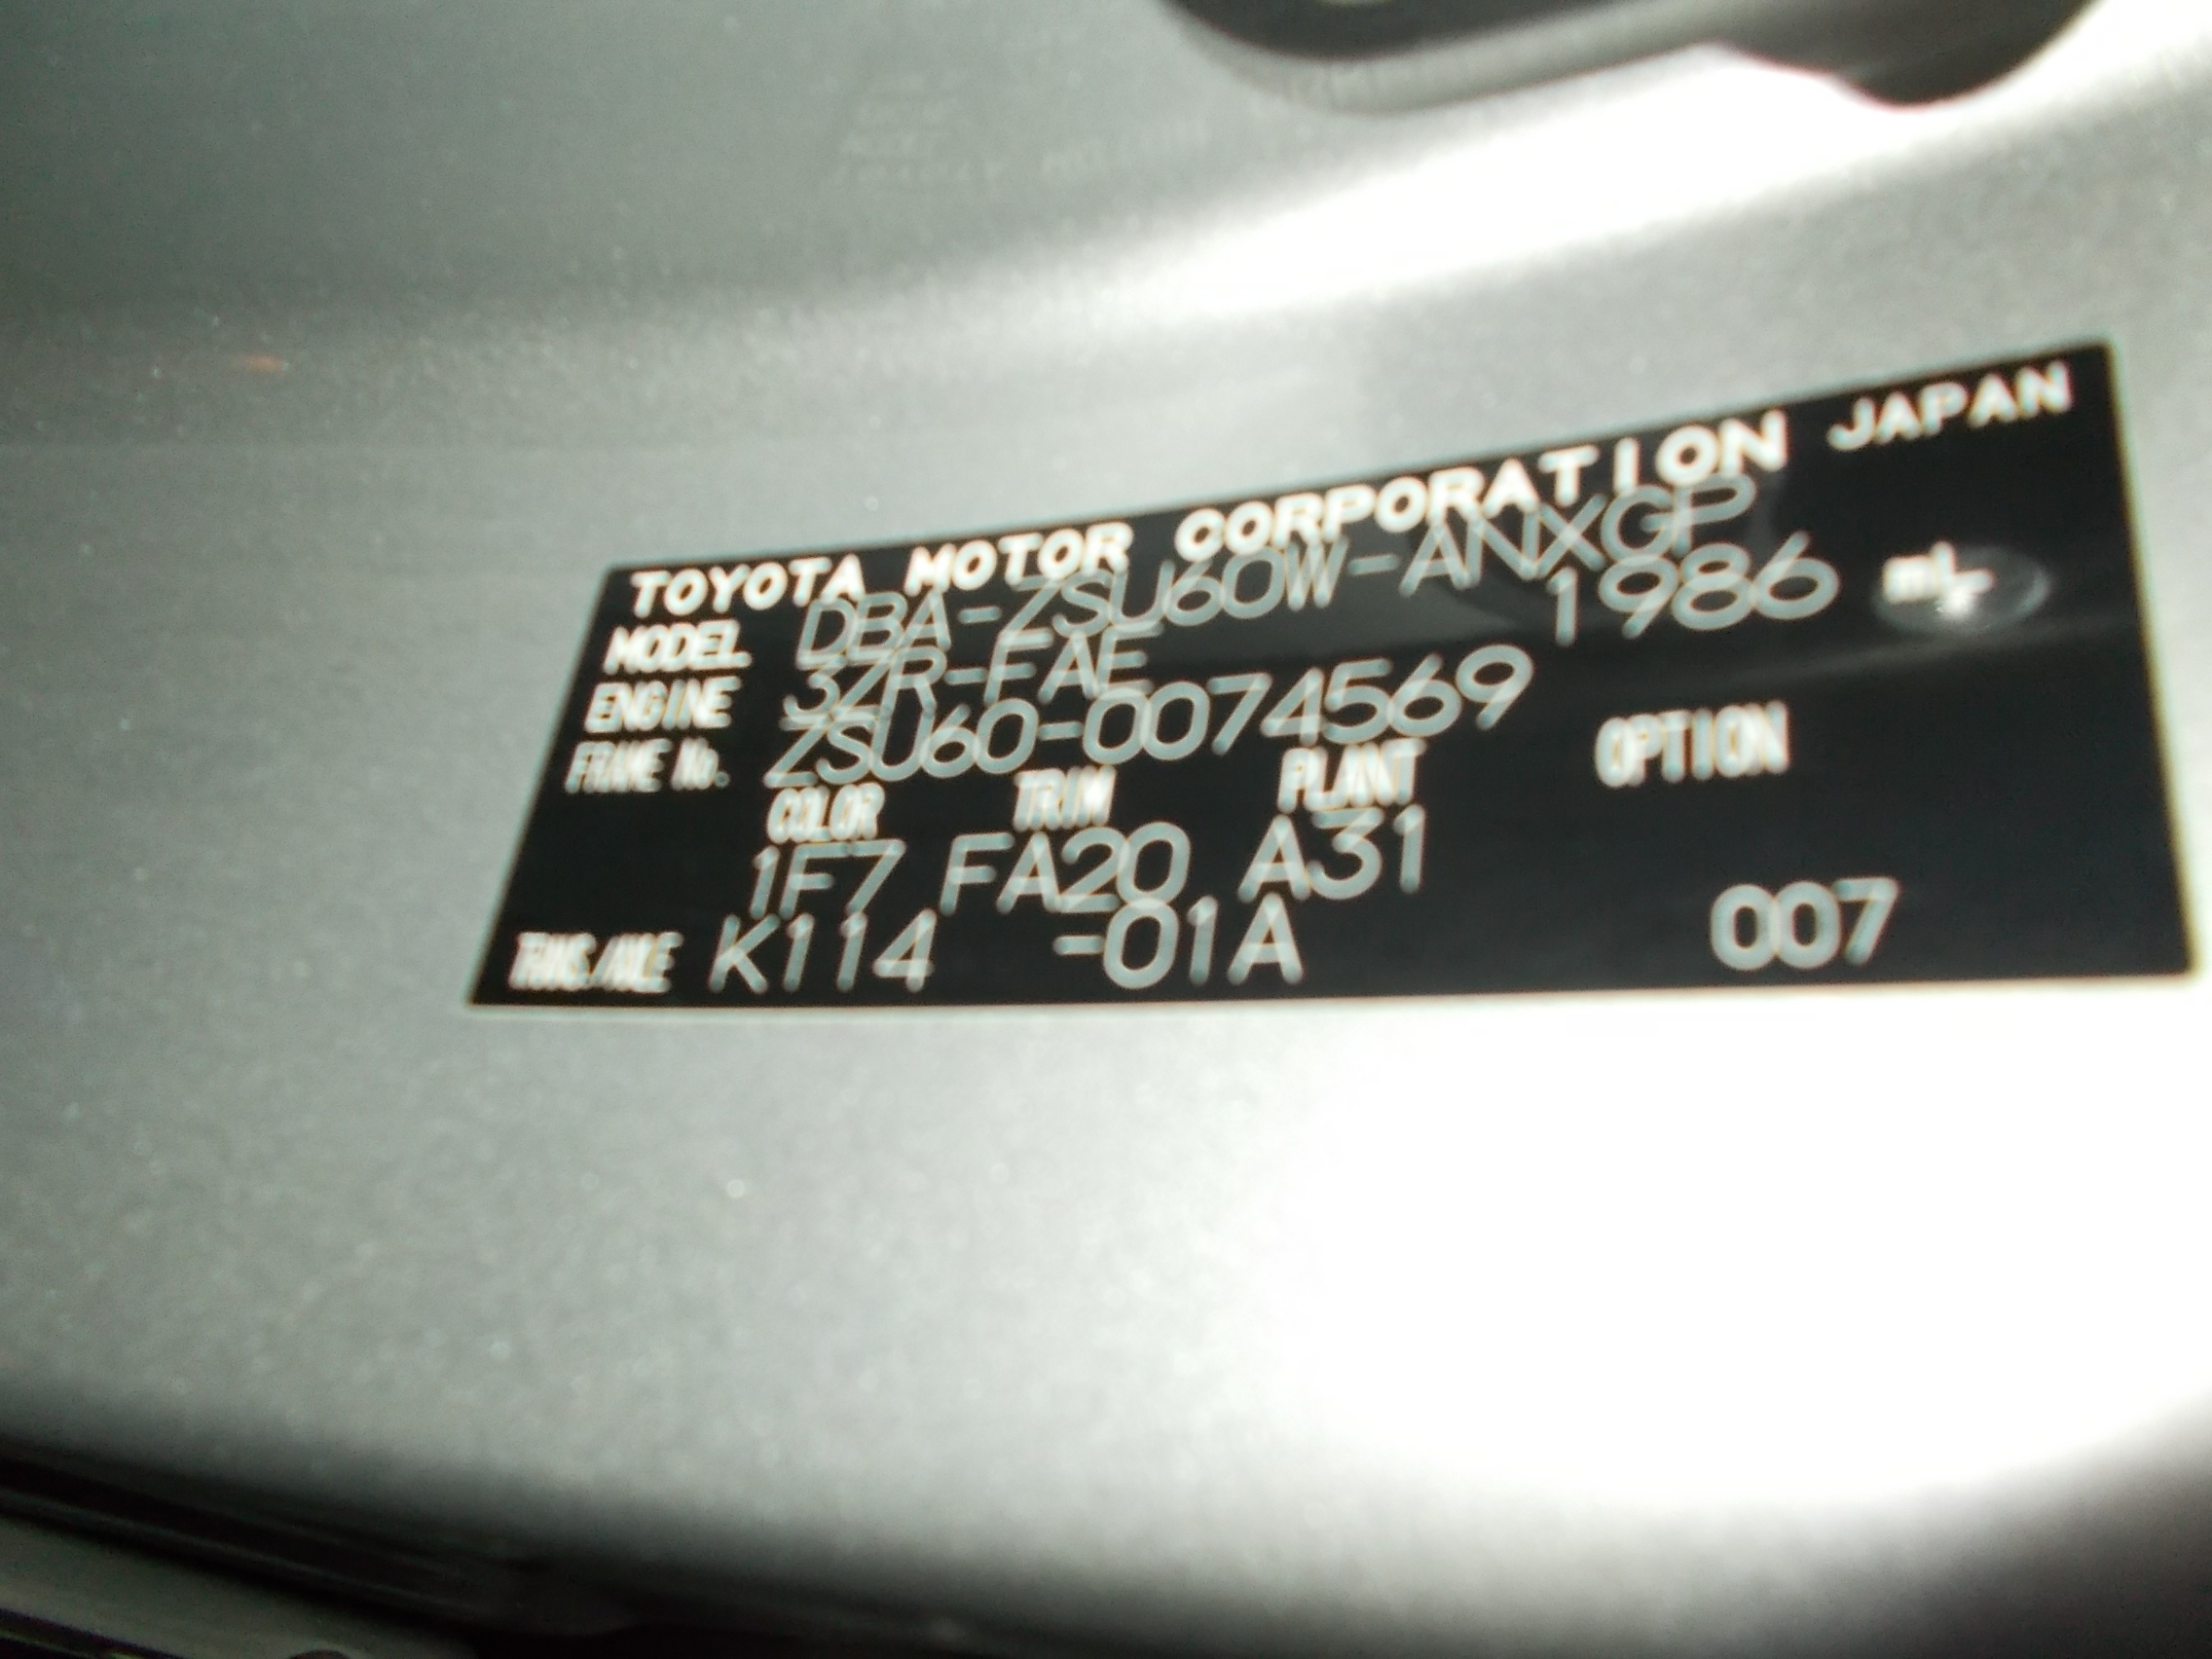 TOYOTA MOTOR CORPORATION JAPAN
MODEL DBA-ZSU60W-ANXGP
ENGINE 3ZR-FAE 1986 mL
FRAME No. ZSU60-0074569
COLOR TRIM PLANT OPTION
1F7 FA20 A31
TRANS./AXLE K114 -01A 007